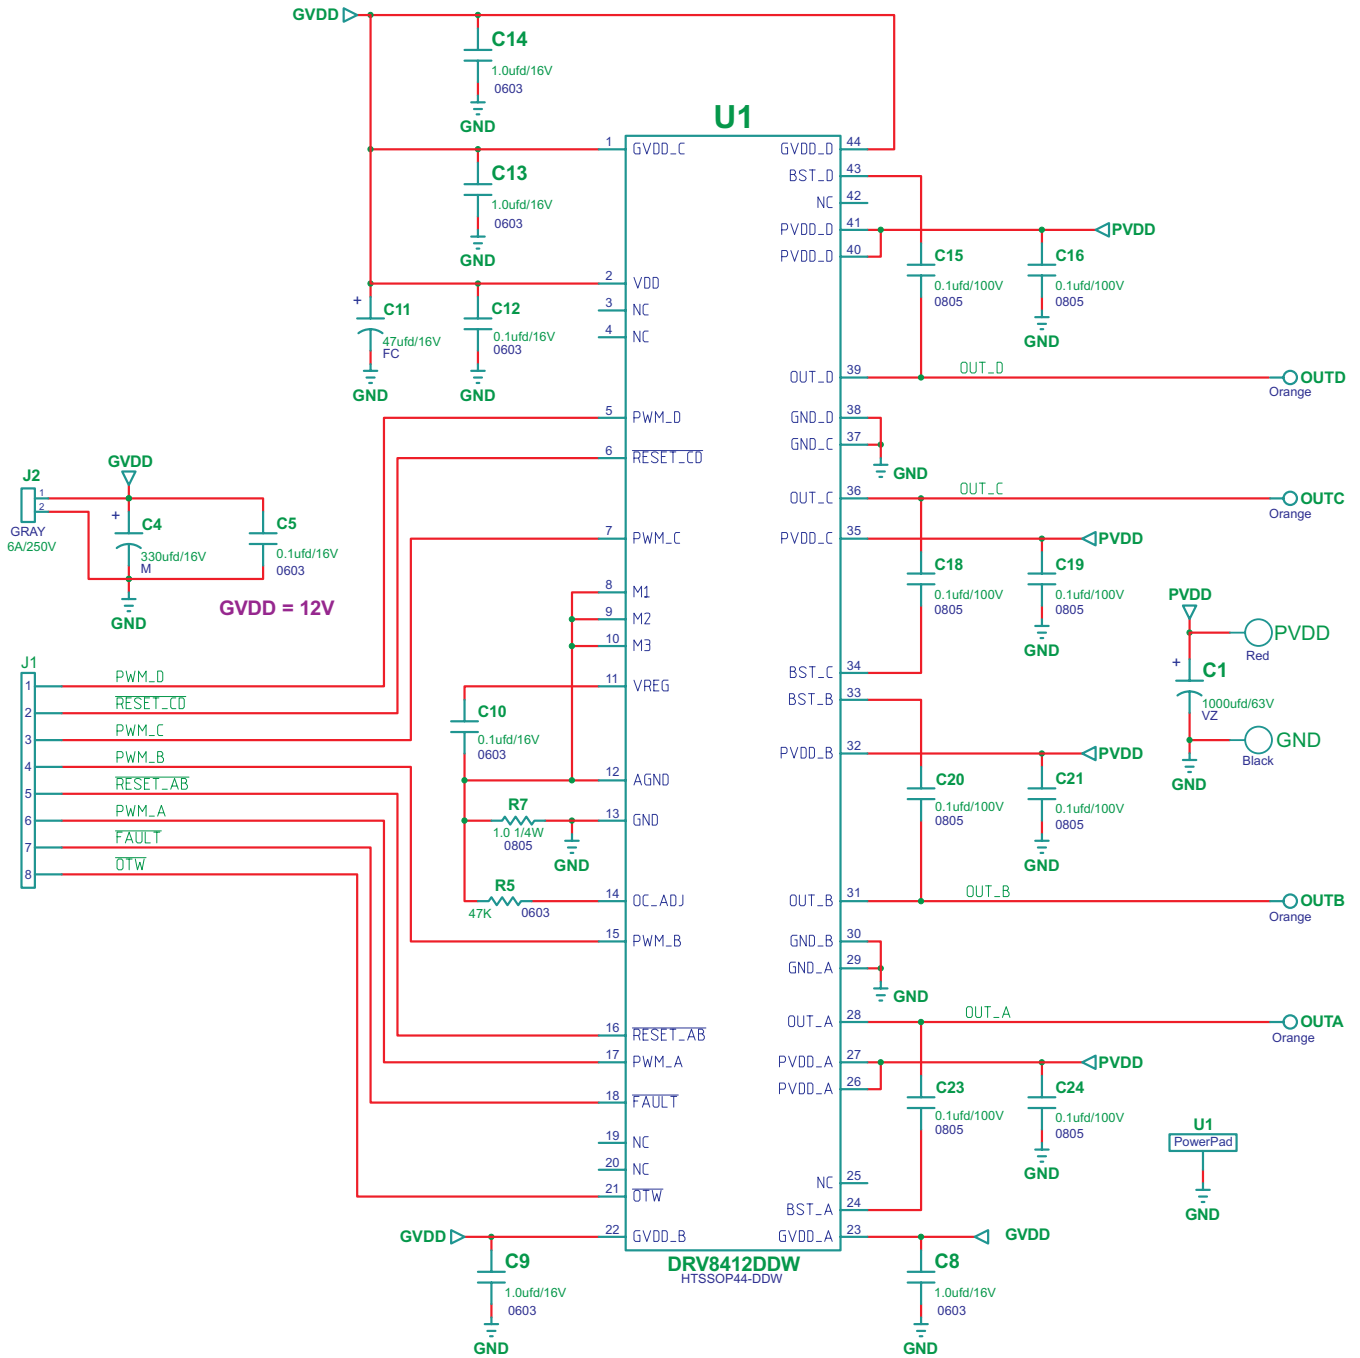 GVDD
C14
1.0ufd/16V
0603
GND
U1
1 GVDD_C
C13
1.0ufd/16V
0603
GND
2 VDD
3 NC
4 NC
+
C11
47ufd/16V
FC
GND
C12
0.1ufd/16V
0603
GND
5 PWM_D
6 RESET_CD
7 PWM_C
8 M1
9 M2
10 M3
11 VREG
12 AGND
13 GND
14 OC_ADJ
15 PWM_B
16 RESET_AB
17 PWM_A
18 FAULT
19 NC
20 NC
21 OTW
22 GVDD_B
GVDD_D 44
BST_D 43
NC 42
PVDD_D 41
PVDD_D 40
OUT_D 39
GND_D 38
GND_C 37
OUT_C 36
PVDD_C 35
BST_C 34
BST_B 33
PVDD_B 32
OUT_B 31
GND_B 30
GND_A 29
OUT_A 28
PVDD_A 27
PVDD_A 26
NC 25
BST_A 24
GVDD_A 23
DRV8412DDW
HTSSOP44-DDW
J2
1
2
GRAY
6A/250V
GVDD
+
C4
330ufd/16V
M
GND
C5
0.1ufd/16V
0603
GVDD = 12V
J1
1 PWM_D
2 RESET_CD
3 PWM_C
4 PWM_B
5 RESET_AB
6 PWM_A
7 FAULT
8 OTW
C10
0.1ufd/16V
0603
R7
1.0 1/4W
0805
GND
R5
47K 0603
GVDD
C9
1.0ufd/16V
0603
GND
PVDD
C15
0.1ufd/100V
0805
C16
0.1ufd/100V
0805
GND
OUT_D
OUTD
Orange
GND
OUT_C
OUTC
Orange
PVDD
C18
0.1ufd/100V
0805
C19
0.1ufd/100V
0805
GND
PVDD
PVDD
Red
+
C1
1000ufd/63V
VZ
GND
Black
GND
PVDD
C20
0.1ufd/100V
0805
C21
0.1ufd/100V
0805
GND
OUT_B
OUTB
Orange
GND
OUT_A
OUTA
Orange
PVDD
C23
0.1ufd/100V
0805
C24
0.1ufd/100V
0805
GND
U1
PowerPad
GND
GVDD
C8
1.0ufd/16V
0603
GND